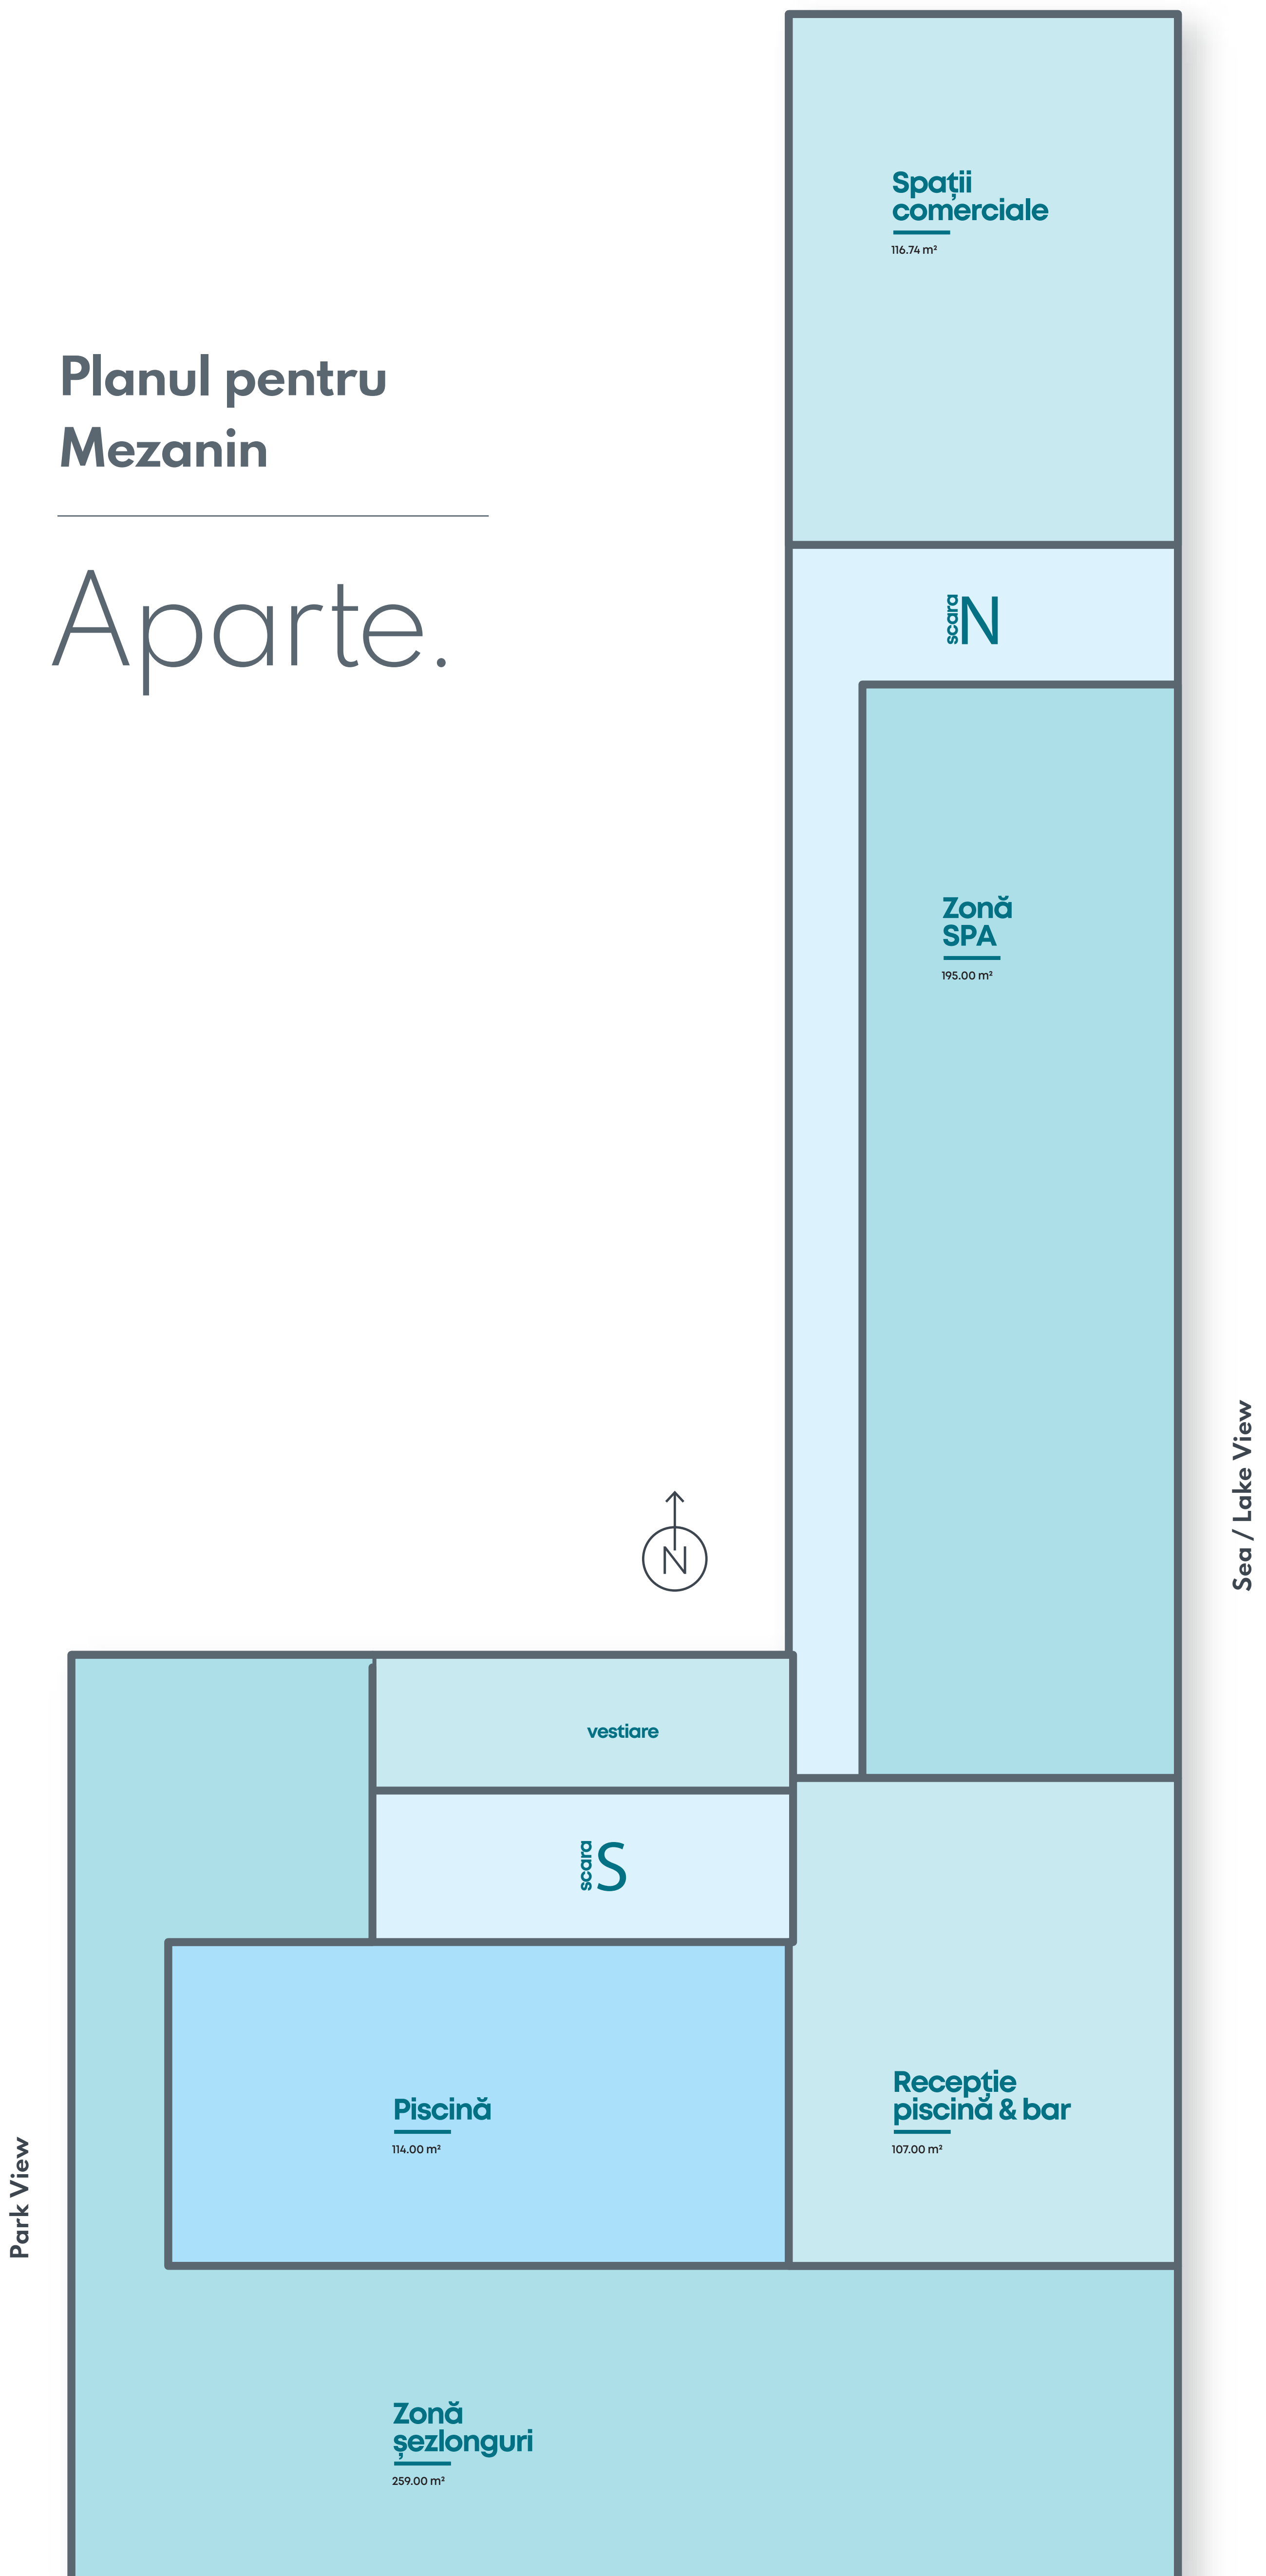 Spații
comerciale
116.74 m²
Planul pentru
Mezanin
Aparte.
scara N
Zonă
SPA
195.00 m²
Sea / Lake View
N
vestiare
scara S
Piscină
114.00 m²
Recepție
piscină & bar
107.00 m²
Park View
Zonă
șezlonguri
259.00 m²